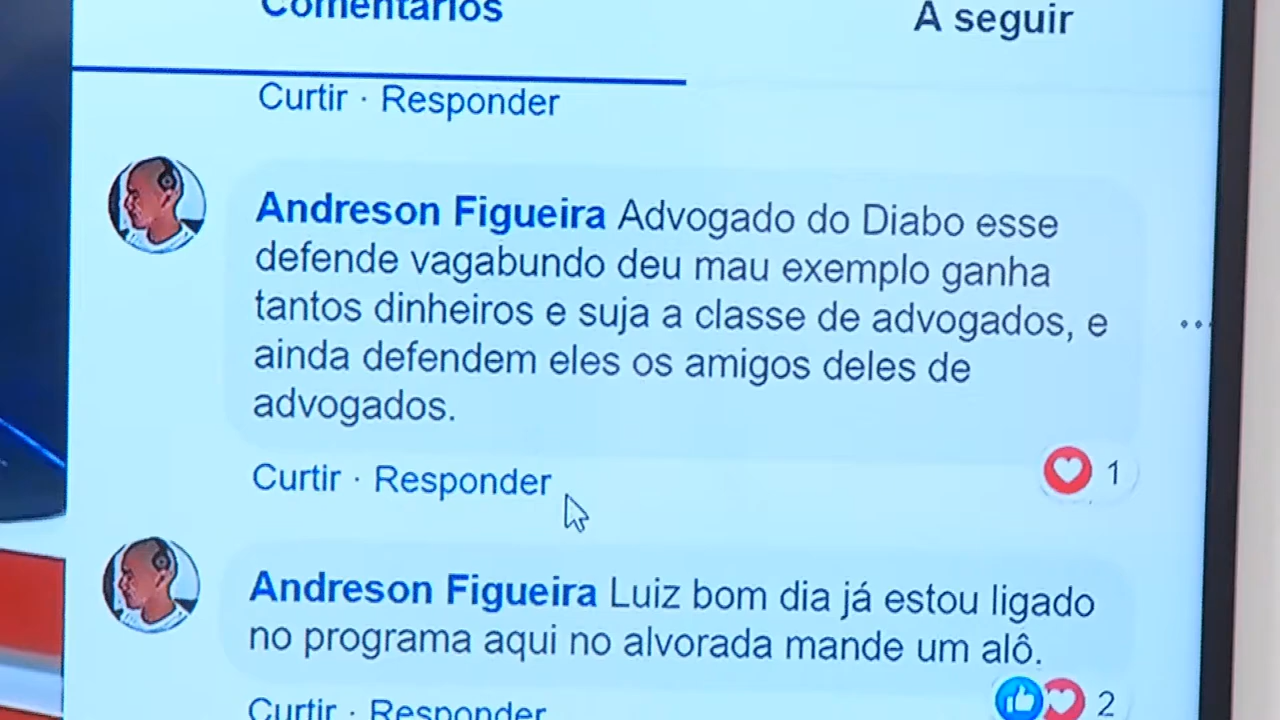 Comentários
A seguir
Curtir · Responder
Andreson Figueira Advogado do Diabo esse
defende vagabundo deu mau exemplo ganha
tantos dinheiros e suja a classe de advogados, e
ainda defendem eles os amigos deles de
advogados.
Curtir · Responder
1
Andreson Figueira Luiz bom dia já estou ligado
no programa aqui no alvorada mande um alô.
Curtir · Responder
2